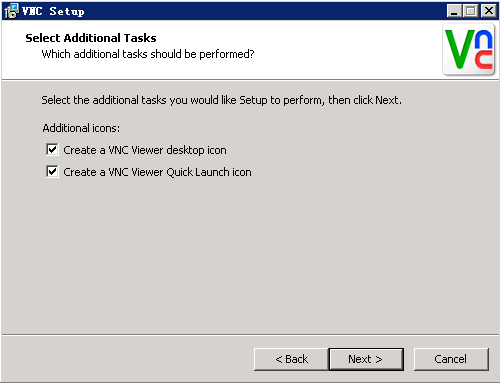 VNC Setup
Select Additional Tasks
Which additional tasks should be performed?
Vnc
Select the additional tasks you would like Setup to perform, then click Next.
Additional icons:
Create a VNC Viewer desktop icon
Create a VNC Viewer Quick Launch icon
< Back
Next >
Cancel